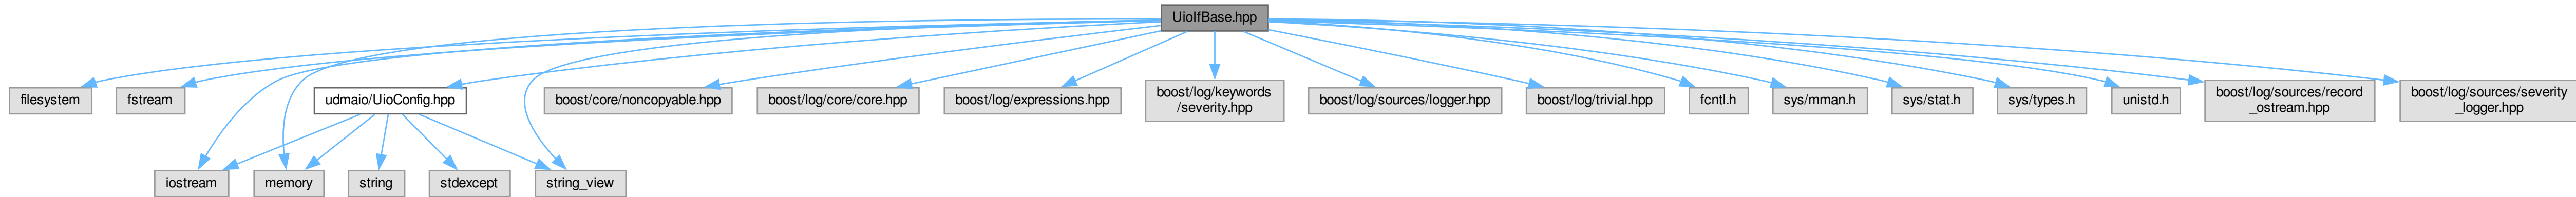 UioIfBase.hpp
filesystem
fstream
udmaio/UioConfig.hpp
boost/core/noncopyable.hpp
boost/log/core/core.hpp
boost/log/expressions.hpp
boost/log/keywords
/severity.hpp
boost/log/sources/logger.hpp
boost/log/trivial.hpp
fcntl.h
sys/mman.h
sys/stat.h
sys/types.h
unistd.h
boost/log/sources/record
_ostream.hpp
boost/log/sources/severity
_logger.hpp
iostream
memory
string
stdexcept
string_view